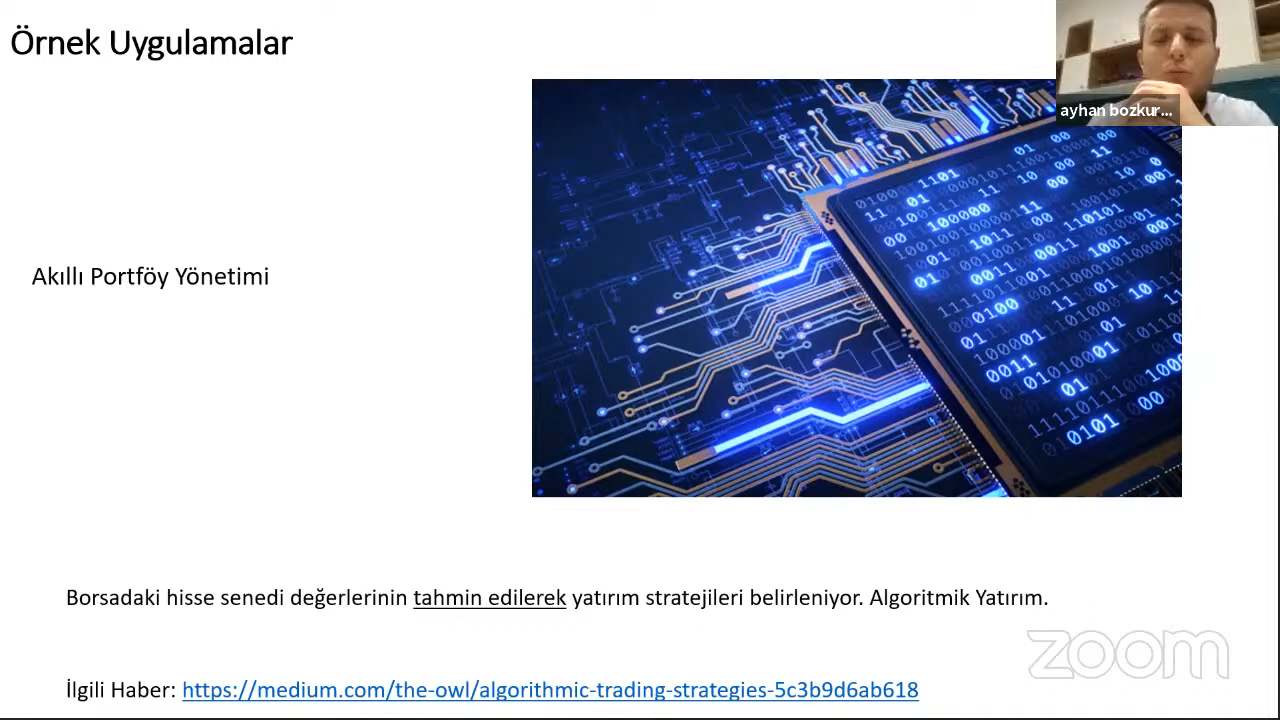 Örnek Uygulamalar
ayhan bozkur...
Akıllı Portföy Yönetimi
Borsadaki hisse senedi değerlerinin tahmin edilerek yatırım stratejileri belirleniyor. Algoritmik Yatırım.
zoom
İlgili Haber: https://medium.com/the-owl/algorithmic-trading-strategies-5c3b9d6ab618